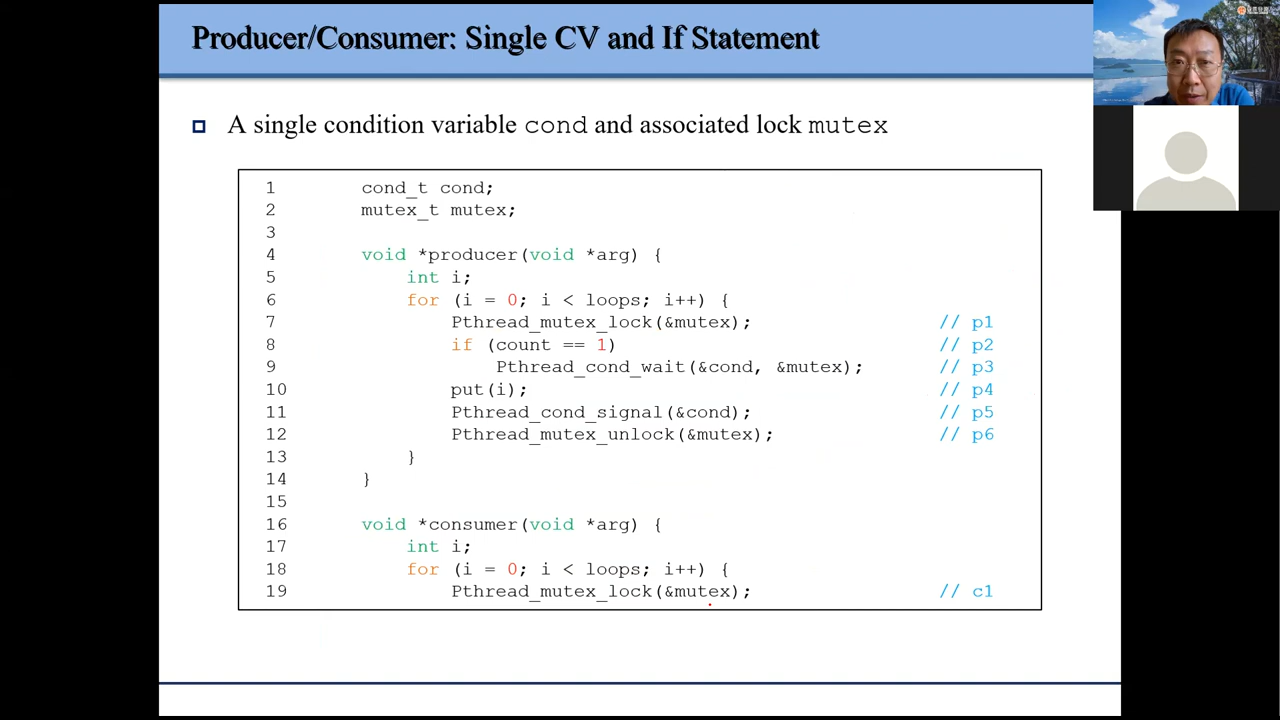 Producer/Consumer: Single CV and If Statement
A single condition variable cond and associated lock mutex
1 cond_t cond;
2 mutex_t mutex;
3
4 void *producer(void *arg) {
5 int i;
6 for (i = 0; i < loops; i++) {
7 Pthread_mutex_lock(&mutex); // p1
8 if (count == 1) // p2
9 Pthread_cond_wait(&cond, &mutex); // p3
10 put(i); // p4
11 Pthread_cond_signal(&cond); // p5
12 Pthread_mutex_unlock(&mutex); // p6
13 }
14 }
15
16 void *consumer(void *arg) {
17 int i;
18 for (i = 0; i < loops; i++) {
19 Pthread_mutex_lock(&mutex); // c1